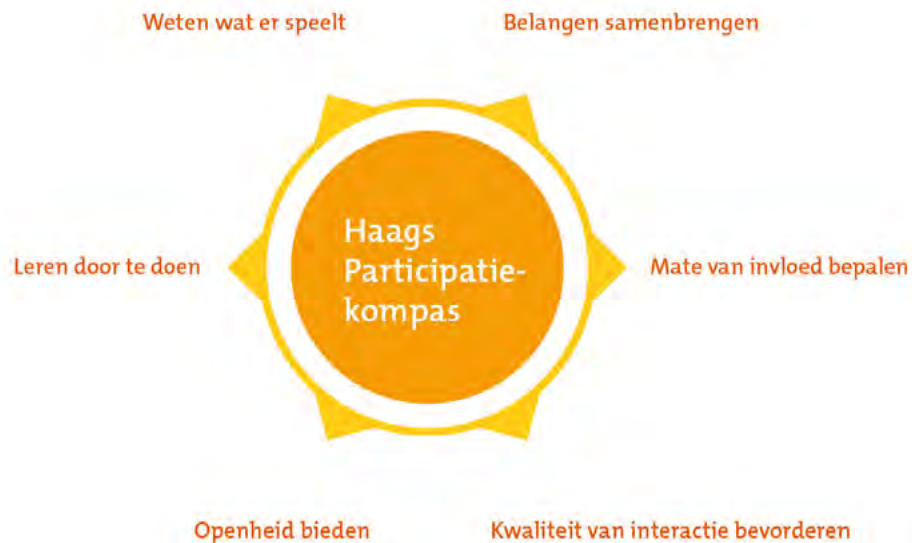 Weten wat er speelt
Belangen samenbrengen
Haags
Participatie-
kompas
Leren door te doen
Mate van invloed bepalen
Openheid bieden
Kwaliteit van interactie bevorderen